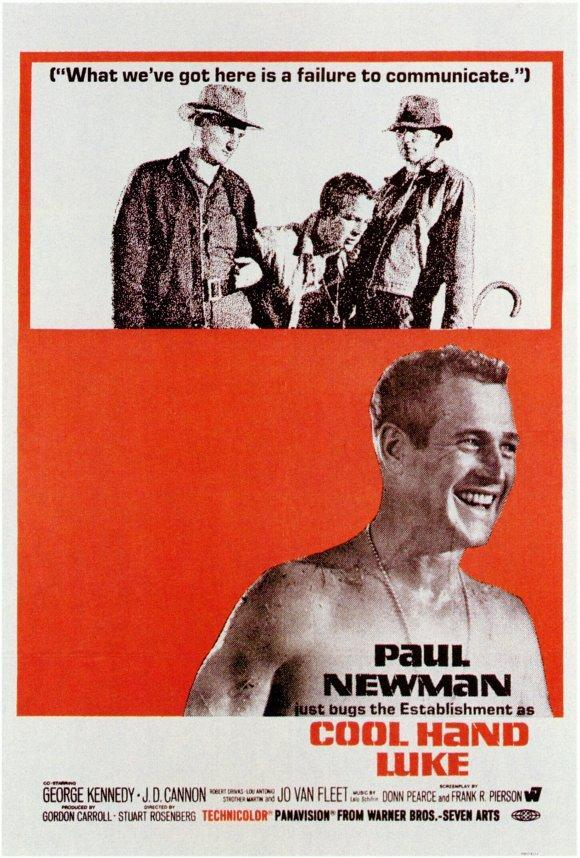 ("What we've got here is a failure to communicate.")
PAUL
NEWMAN
just bugs the Establishment as
COOL HAND
LUKE
CO-STARRING
GEORGE KENNEDY · J.D. CANNON ROBERT DRIVAS · LOU ANTONIO STROTHER MARTIN and JO VAN FLEET MUSIC BY Lalo Schifrin SCREENPLAY BY DONN PEARCE and FRANK R. PIERSON W7
PRODUCED BY GORDON CARROLL · DIRECTED BY STUART ROSENBERG TECHNICOLOR® PANAVISION® FROM WARNER BROS.-SEVEN ARTS